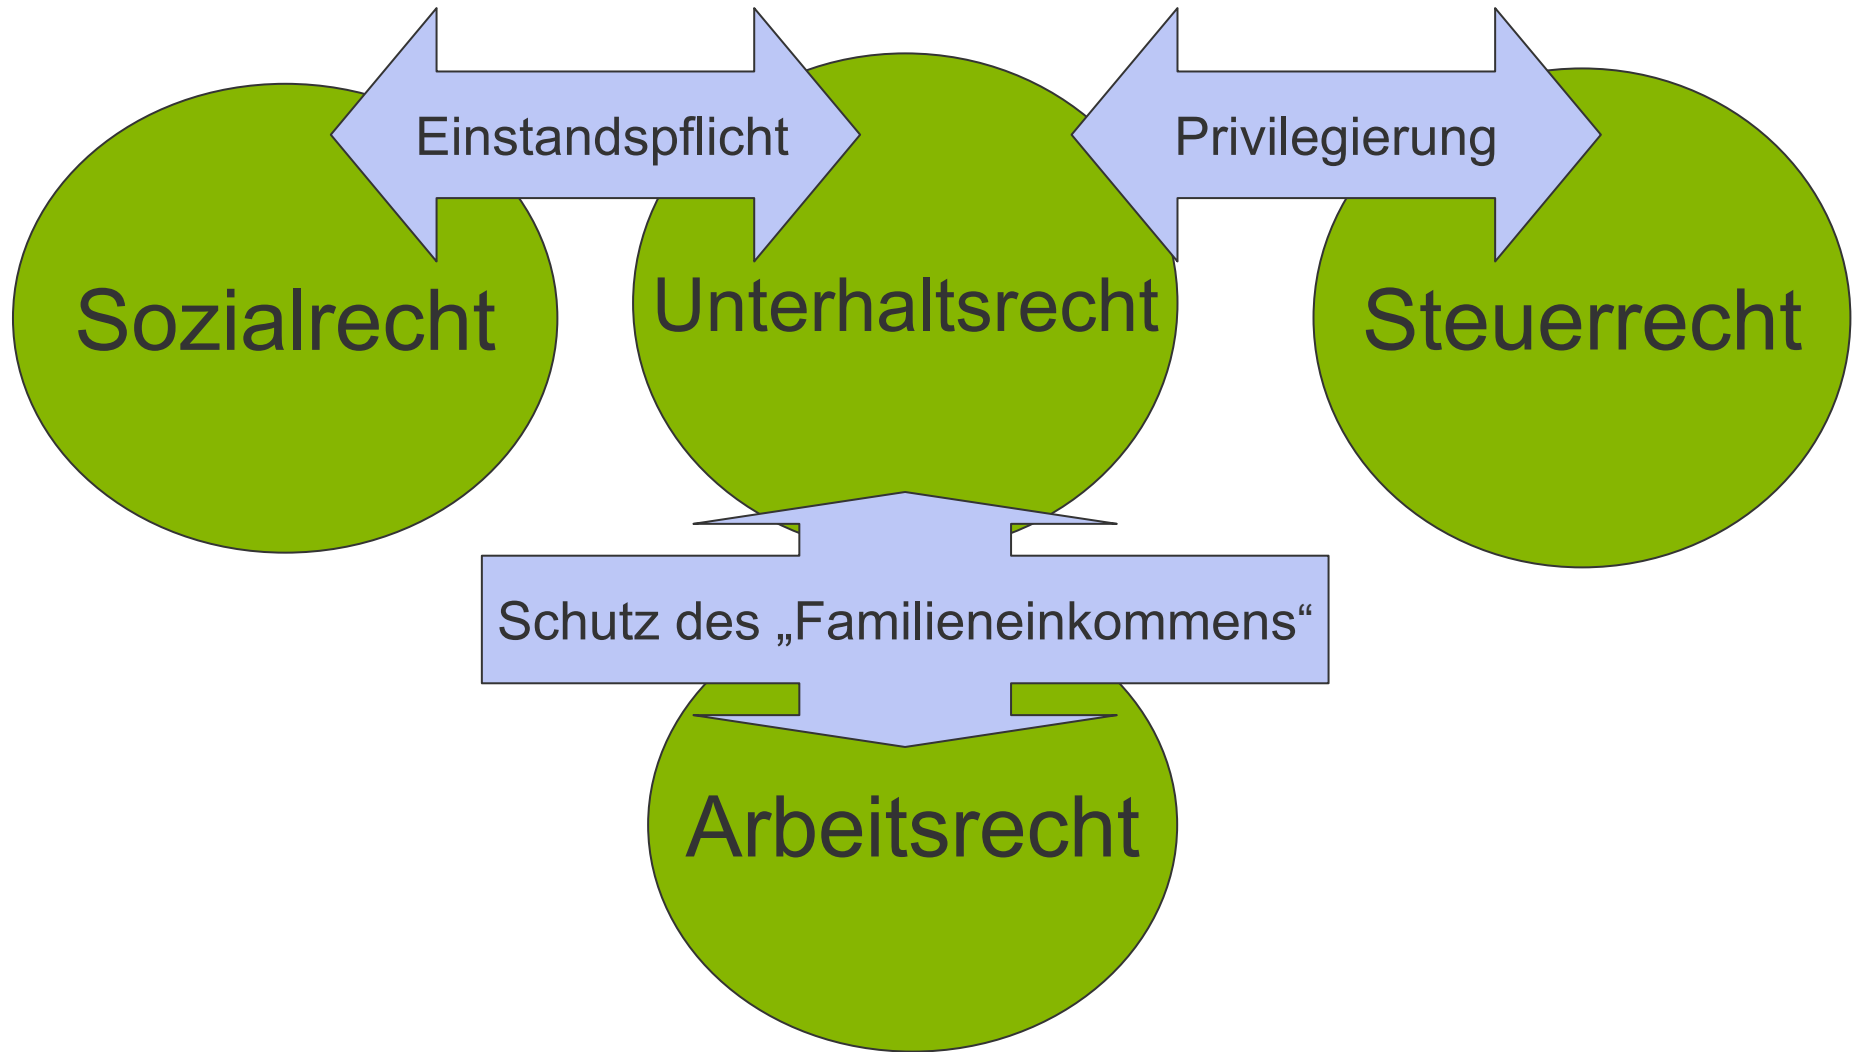 Einstandspflicht
Privilegierung
Sozialrecht
Unterhaltsrecht
Steuerrecht
Schutz des „Familieneinkommens“
Arbeitsrecht